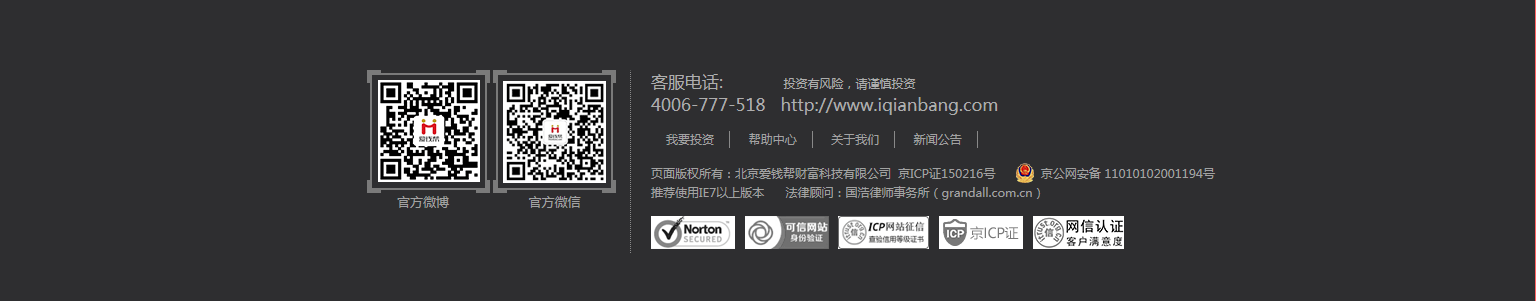 爱钱帮
爱钱帮
官方微博
官方微信
客服电话: 投资有风险，请谨慎投资
4006-777-518 http://www.iqianbang.com
我要投资 帮助中心 关于我们 新闻公告
页面版权所有：北京爱钱帮财富科技有限公司 京ICP证150216号 京公网安备 11010102001194号
推荐使用IE7以上版本 法律顾问：国浩律师事务所（grandall.com.cn）
Norton
SECURED
可信网站
身份验证
ICP网站征信
查验信用等级证书
ICP 京ICP证
网信认证
客户满意度